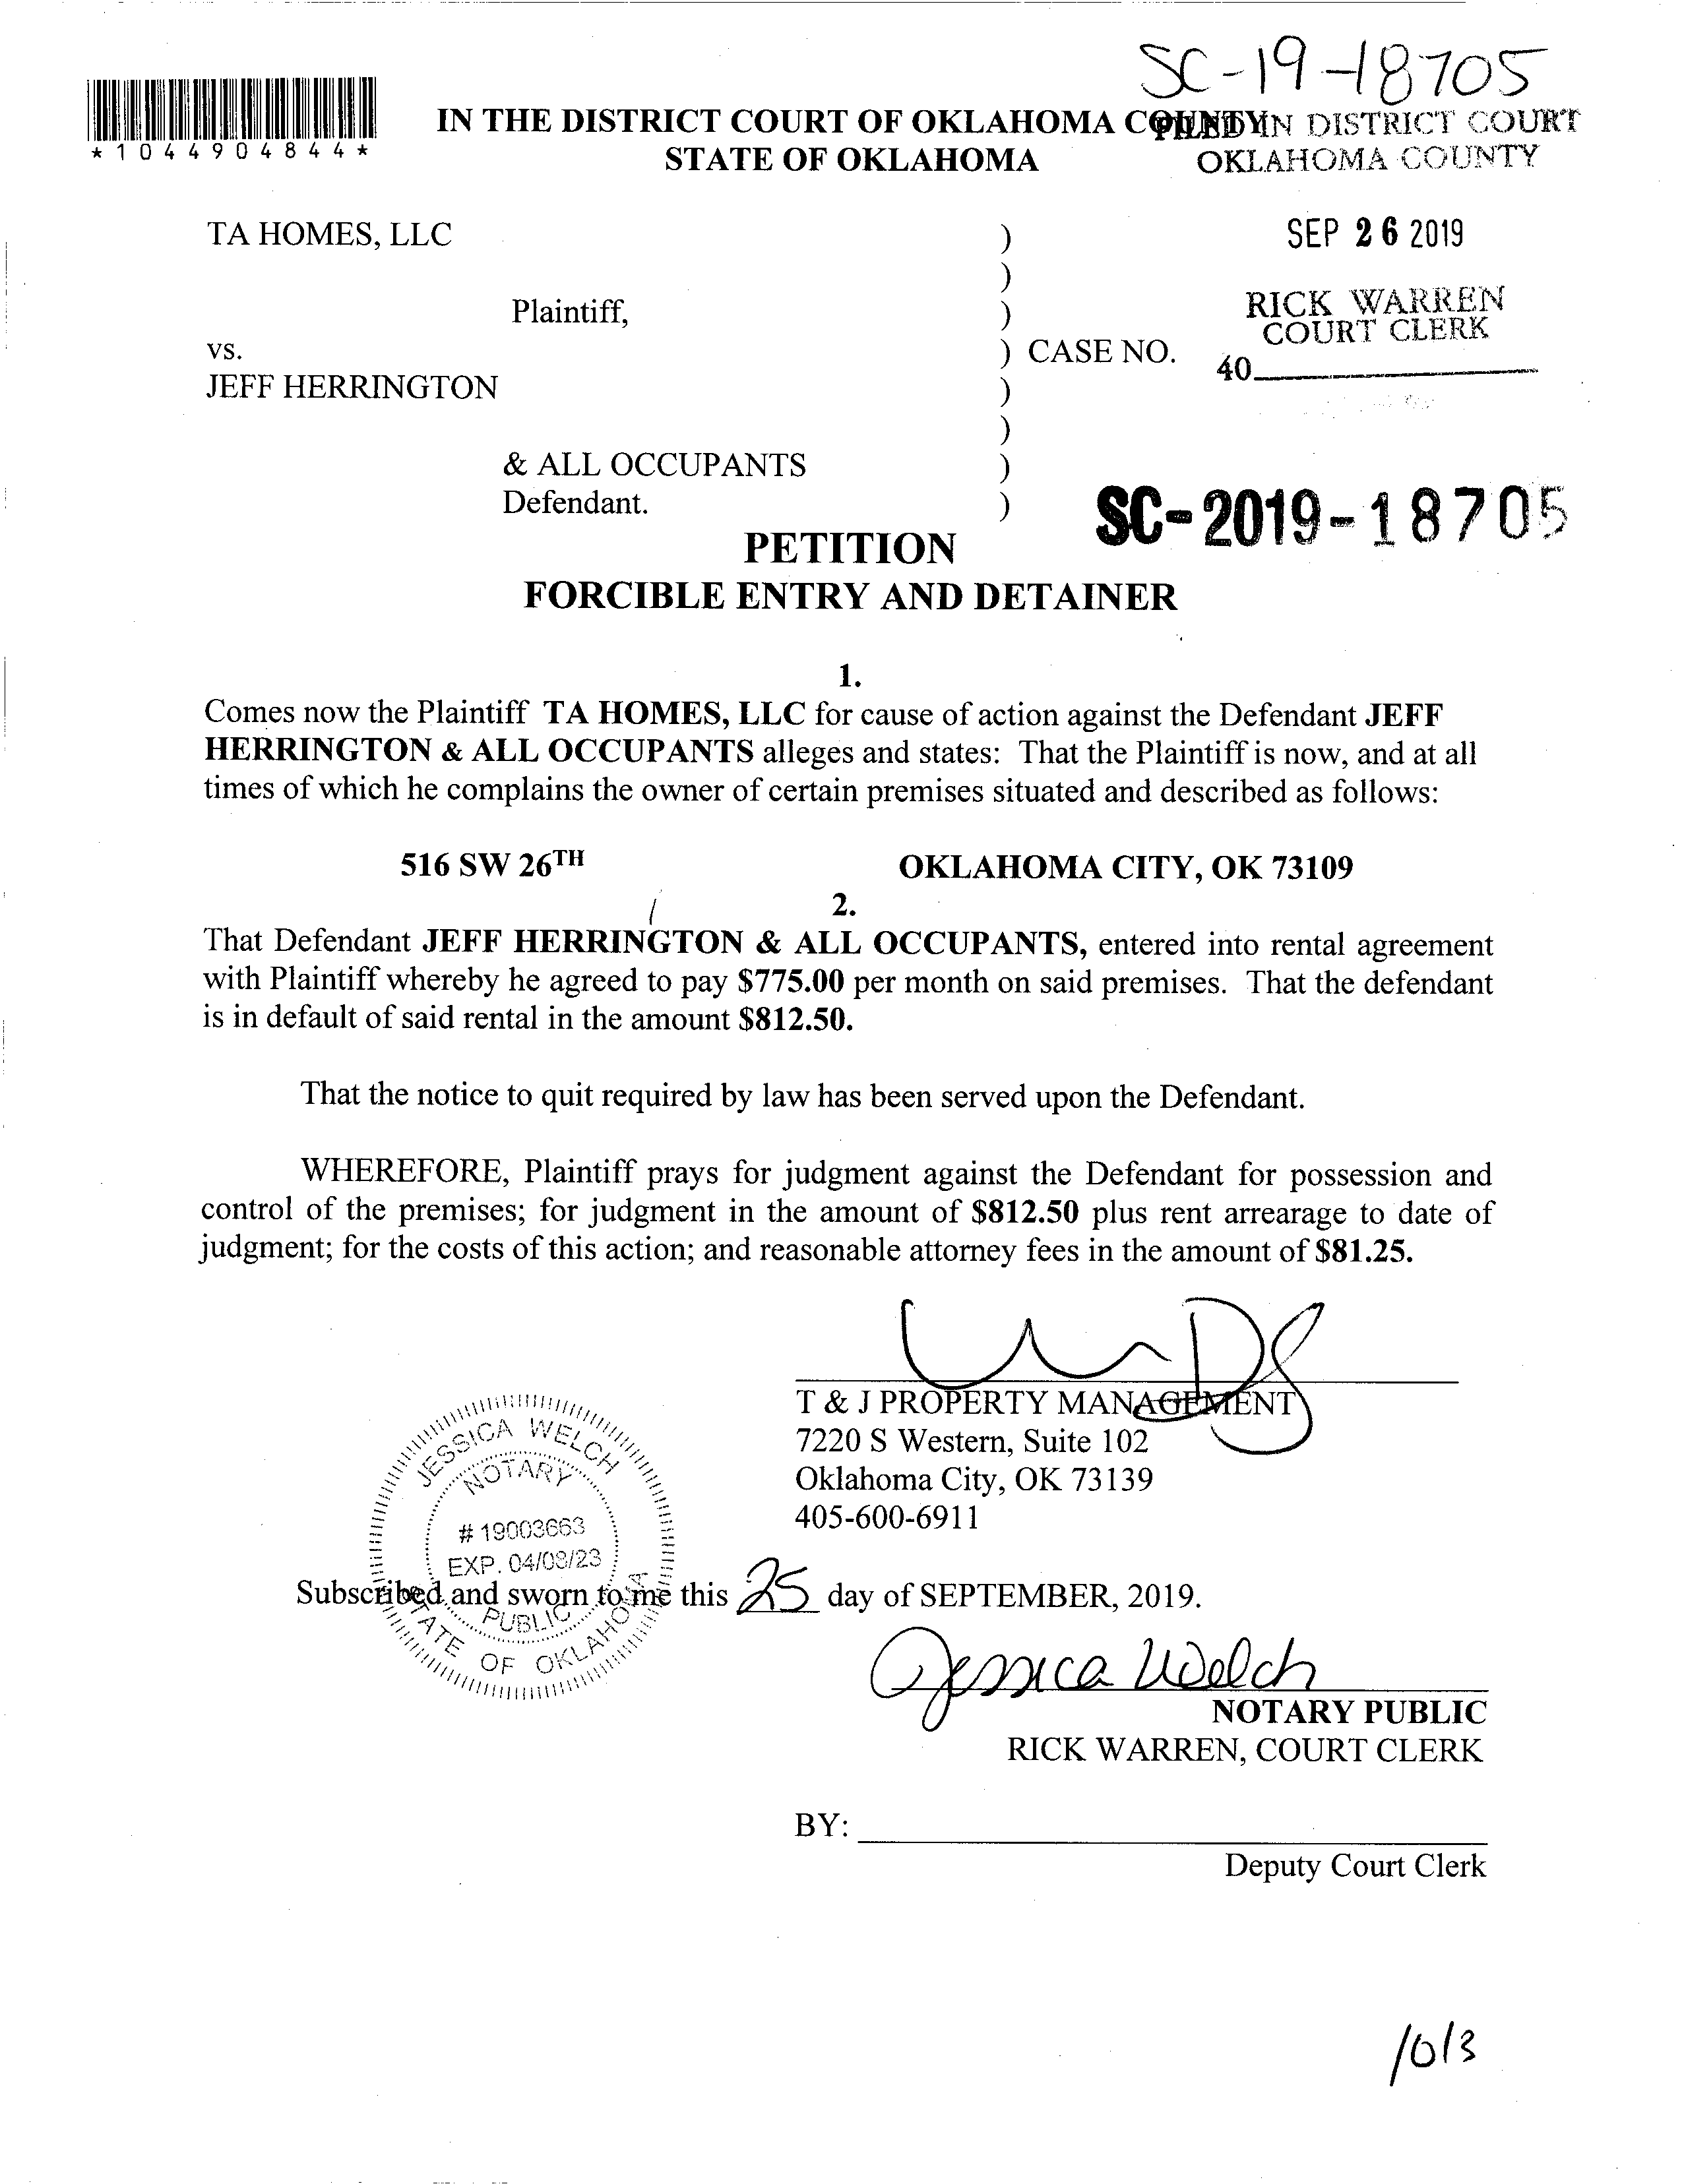 SC-19-18705
*1044904844*
IN THE DISTRICT COURT OF OKLAHOMA COUNTY
STATE OF OKLAHOMA
FILED IN DISTRICT COURT
OKLAHOMA COUNTY
SEP 26 2019
RICK WARREN
COURT CLERK
40
TA HOMES, LLC )
)
Plaintiff, )
vs. ) CASE NO.
JEFF HERRINGTON )
)
& ALL OCCUPANTS )
Defendant. )
SC-2019-18705
PETITION
FORCIBLE ENTRY AND DETAINER
1.
Comes now the Plaintiff TA HOMES, LLC for cause of action against the Defendant JEFF
HERRINGTON & ALL OCCUPANTS alleges and states: That the Plaintiff is now, and at all
times of which he complains the owner of certain premises situated and described as follows:
516 SW 26TH OKLAHOMA CITY, OK 73109
2.
That Defendant JEFF HERRINGTON & ALL OCCUPANTS, entered into rental agreement
with Plaintiff whereby he agreed to pay $775.00 per month on said premises. That the defendant
is in default of said rental in the amount $812.50.
That the notice to quit required by law has been served upon the Defendant.
WHEREFORE, Plaintiff prays for judgment against the Defendant for possession and
control of the premises; for judgment in the amount of $812.50 plus rent arrearage to date of
judgment; for the costs of this action; and reasonable attorney fees in the amount of $81.25.
T & J PROPERTY MANAGEMENT
7220 S Western, Suite 102
Oklahoma City, OK 73139
405-600-6911
JESSICA WELCH
NOTARY
# 19003663
EXP. 04/08/23
PUBLIC
STATE OF OKLAHOMA
Subscribed and sworn to me this 25 day of SEPTEMBER, 2019.
Jessica Welch
NOTARY PUBLIC
RICK WARREN, COURT CLERK
BY:
Deputy Court Clerk